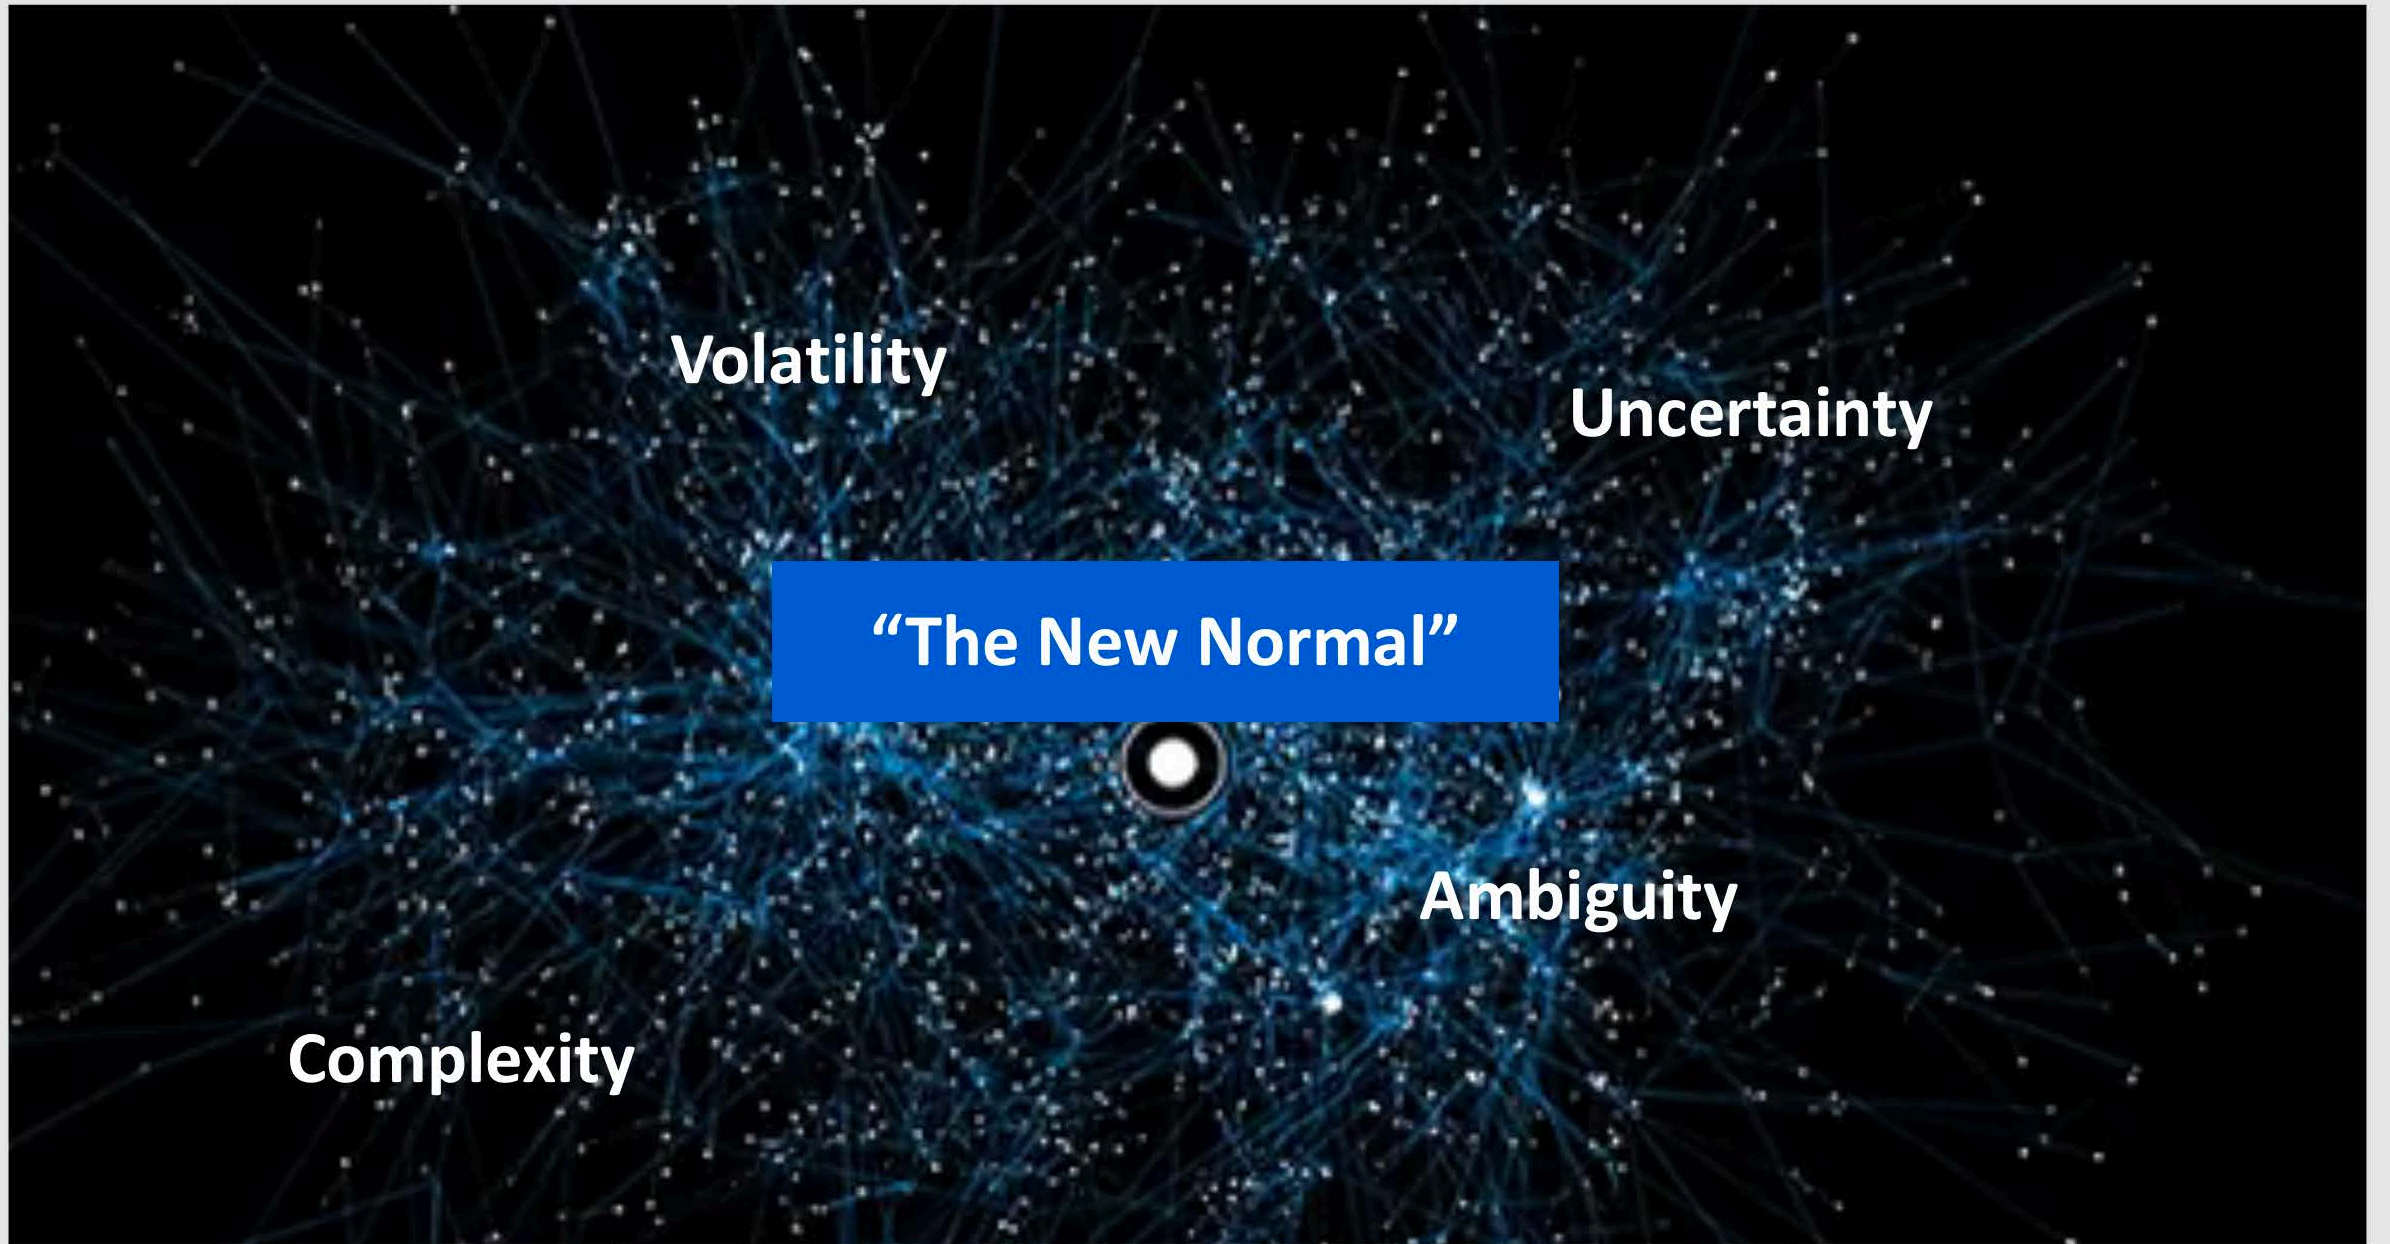 Volatility
Uncertainty
“The New Normal”
Ambiguity
Complexity